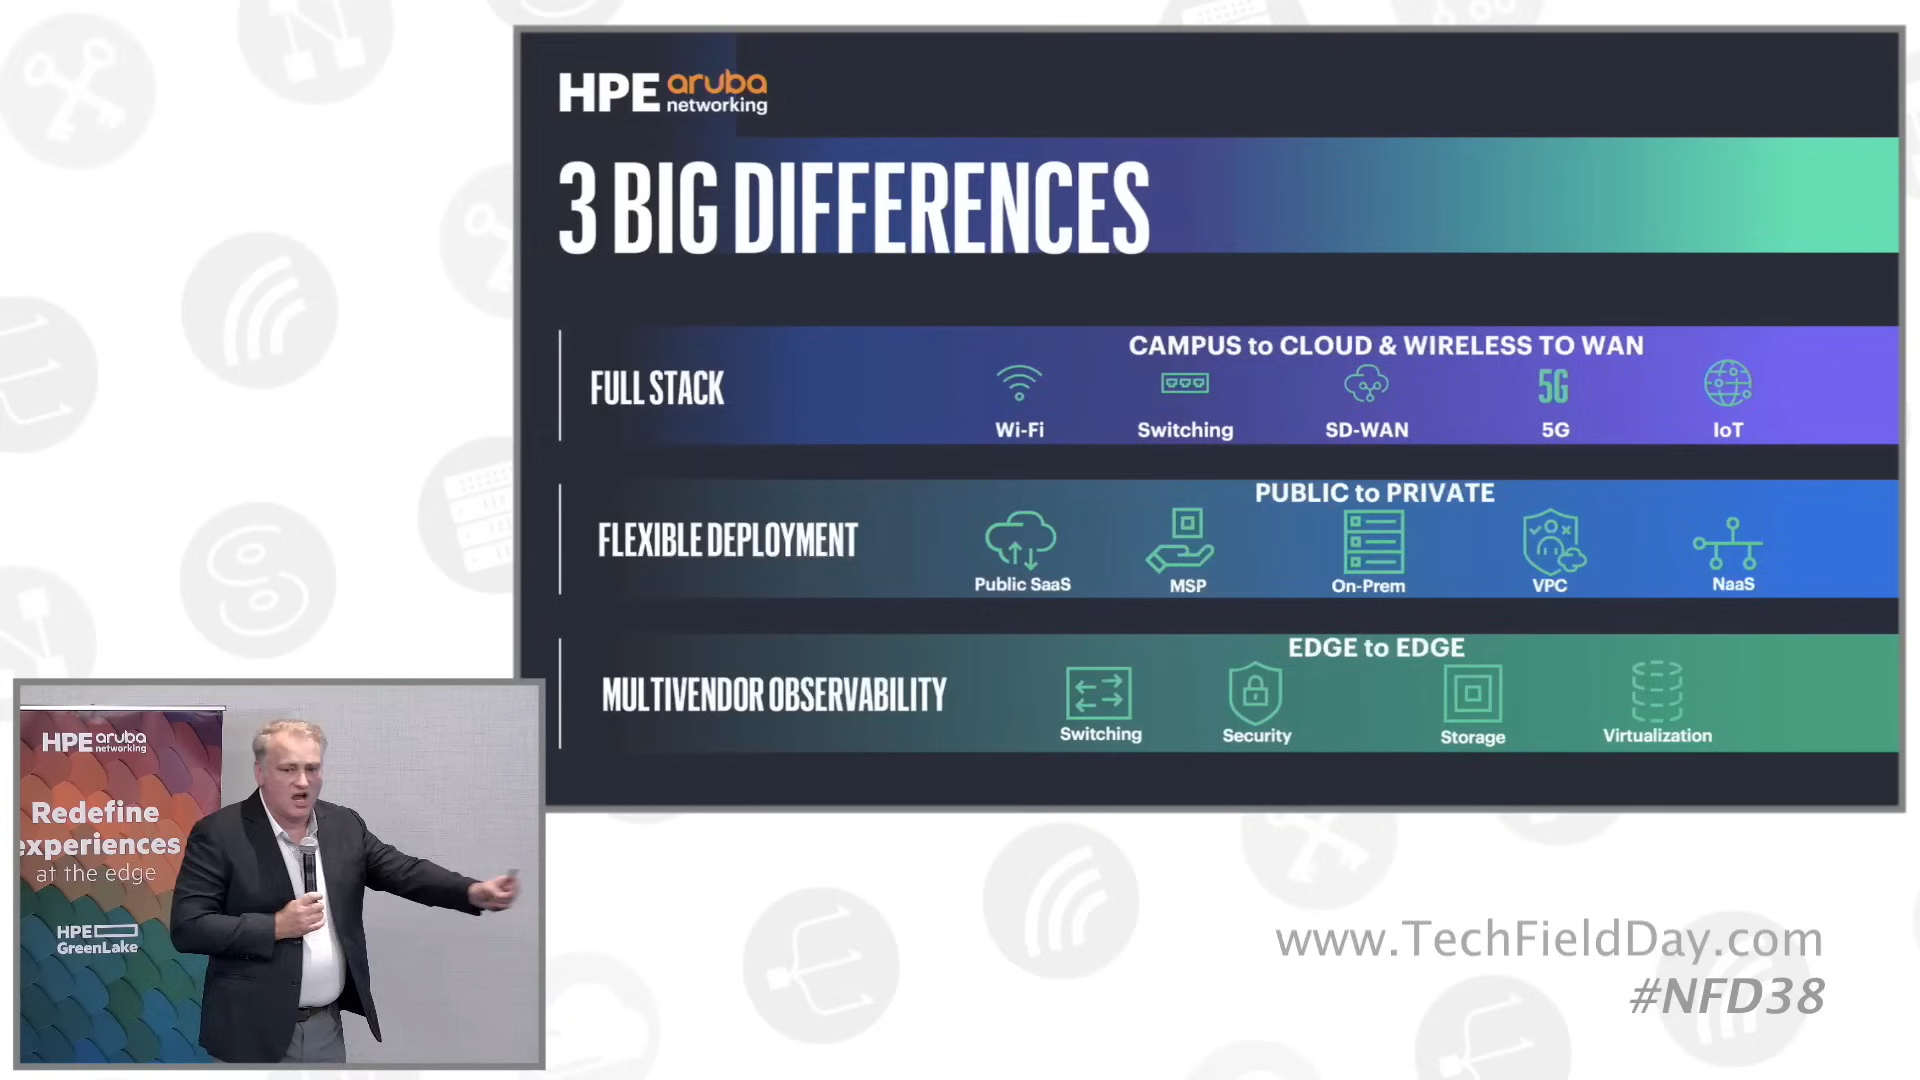 HPE aruba
networking
3 BIG DIFFERENCES
FULL STACK
CAMPUS to CLOUD & WIRELESS TO WAN
5G
Wi-Fi Switching SD-WAN 5G IoT
FLEXIBLE DEPLOYMENT
PUBLIC to PRIVATE
Public SaaS MSP On-Prem VPC NaaS
MULTIVENDOR OBSERVABILITY
EDGE to EDGE
Switching Security Storage Virtualization
HPE aruba
networking
Redefine
experiences
at the edge
HPE
GreenLake
www.TechFieldDay.com
#NFD38